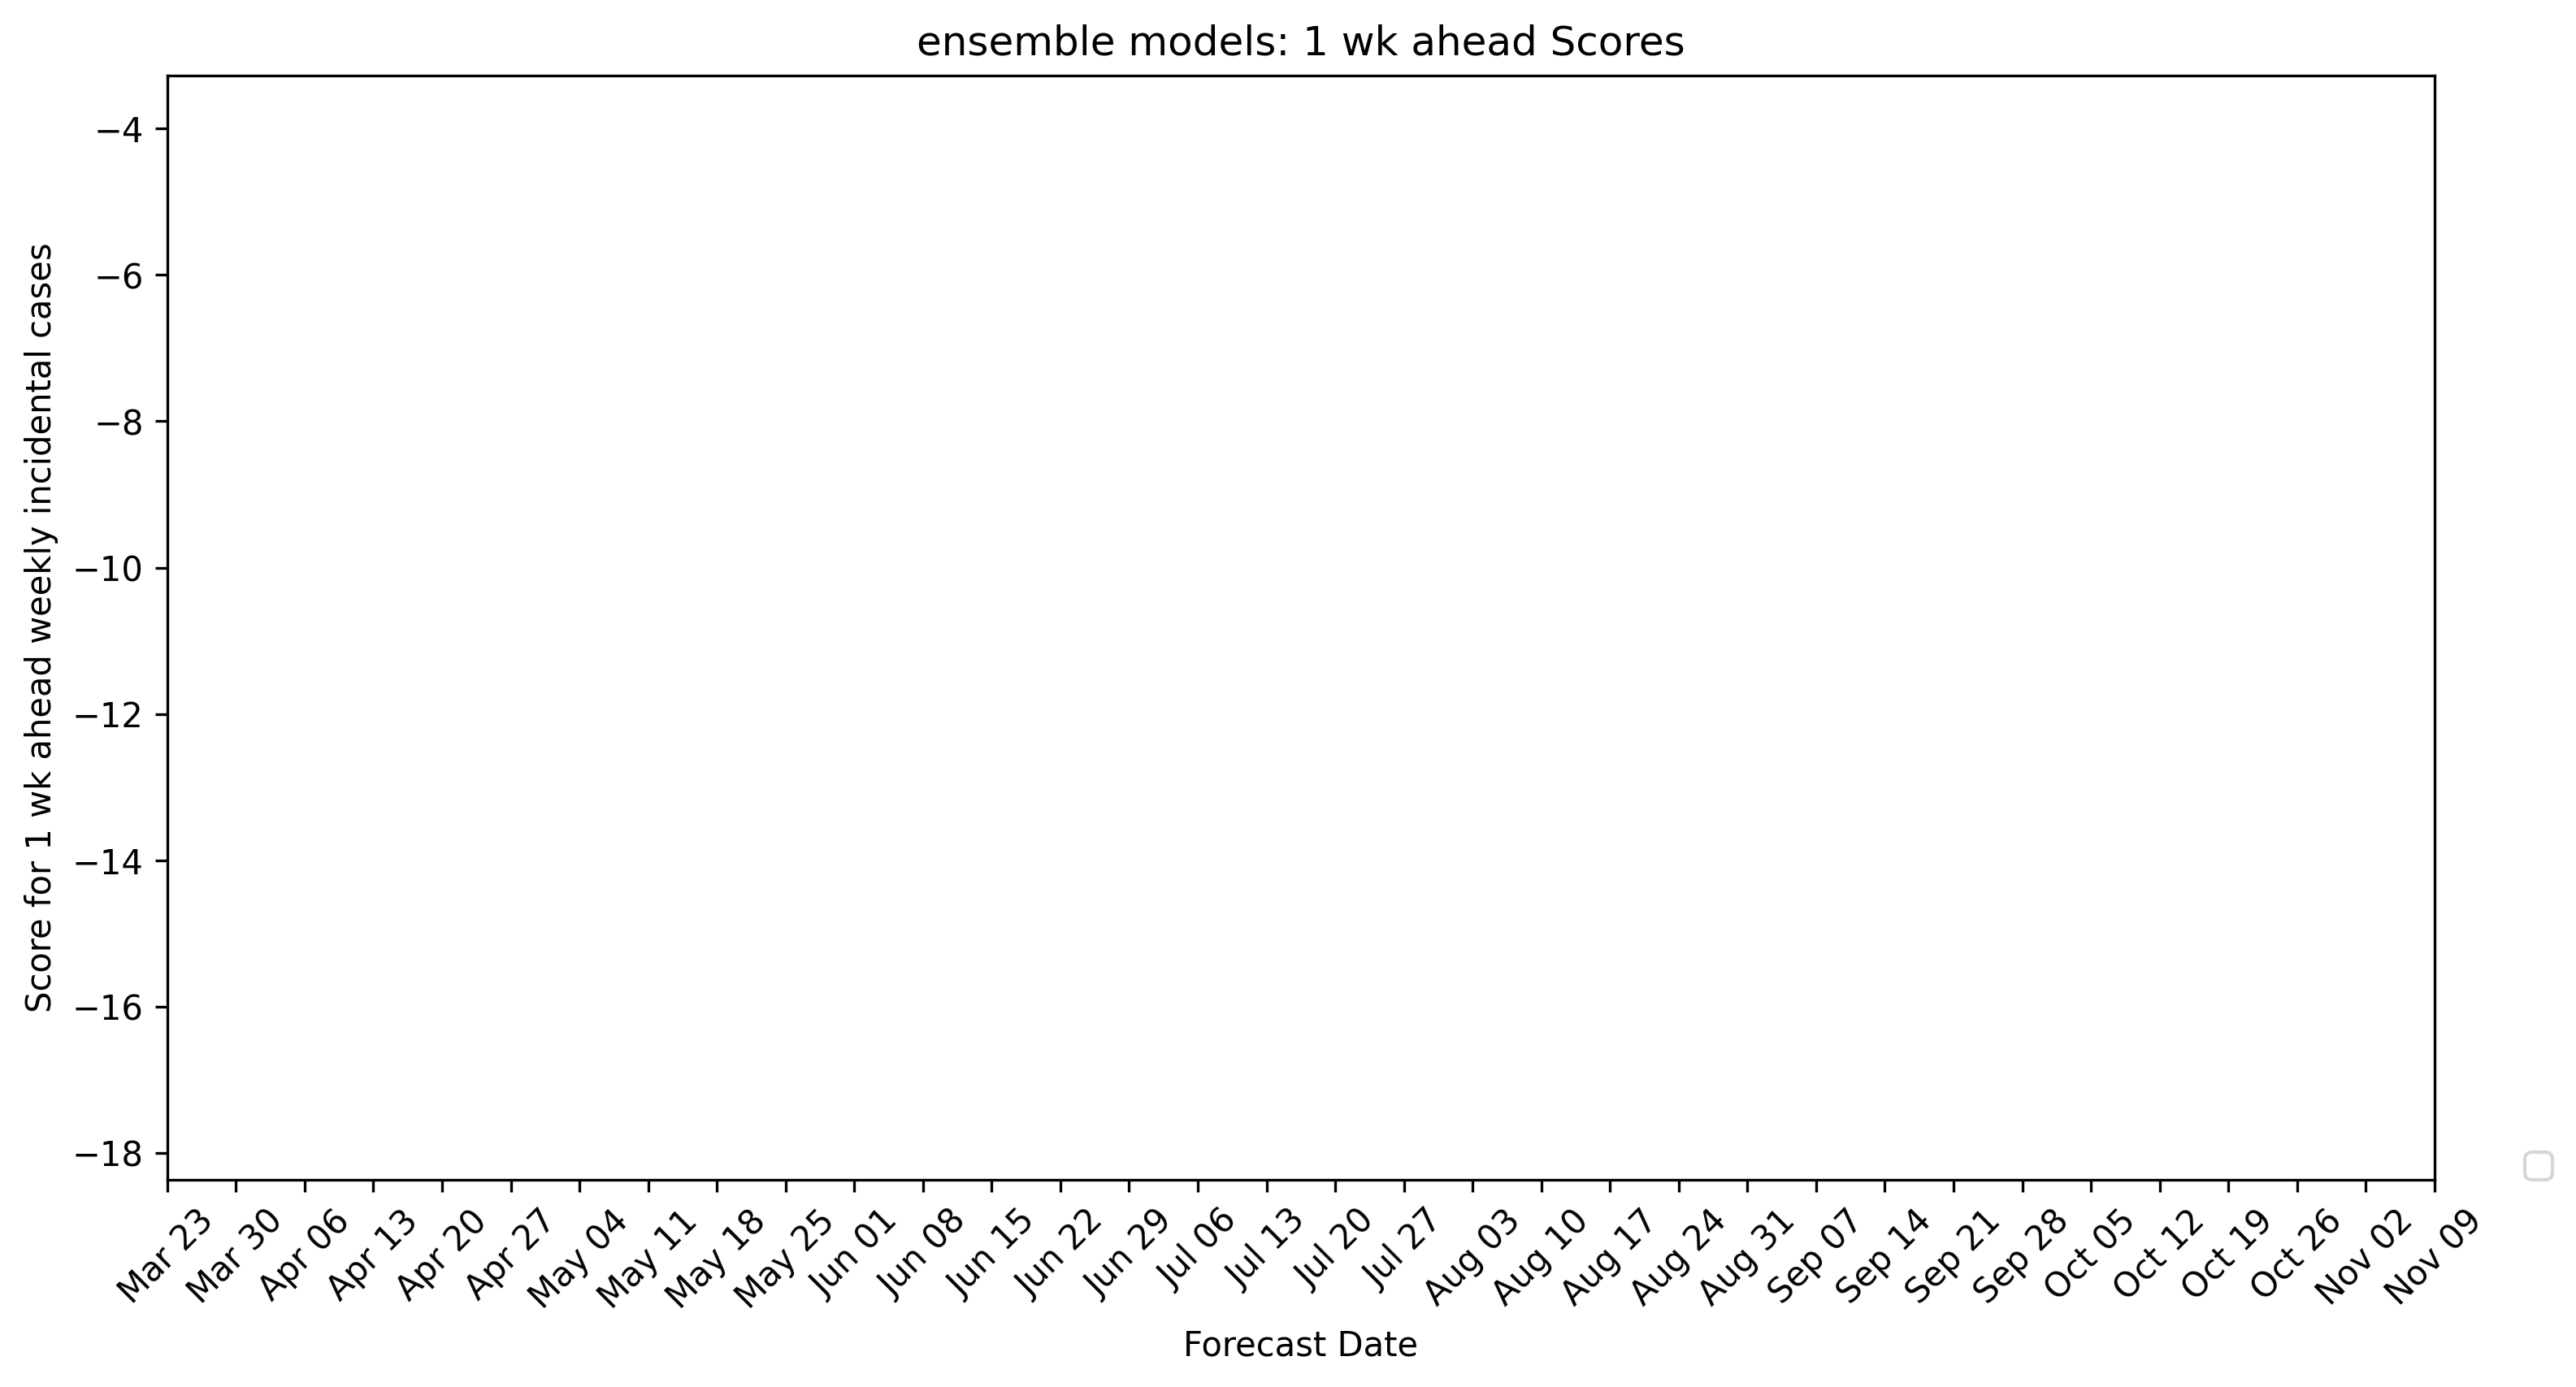 ensemble models: 1 wk ahead Scores
Score for 1 wk ahead weekly incidental cases
−4
−6
−8
−10
−12
−14
−16
−18
Mar 23
Mar 30
Apr 06
Apr 13
Apr 20
Apr 27
May 04
May 11
May 18
May 25
Jun 01
Jun 08
Jun 15
Jun 22
Jun 29
Jul 06
Jul 13
Jul 20
Jul 27
Aug 03
Aug 10
Aug 17
Aug 24
Aug 31
Sep 07
Sep 14
Sep 21
Sep 28
Oct 05
Oct 12
Oct 19
Oct 26
Nov 02
Nov 09
Forecast Date